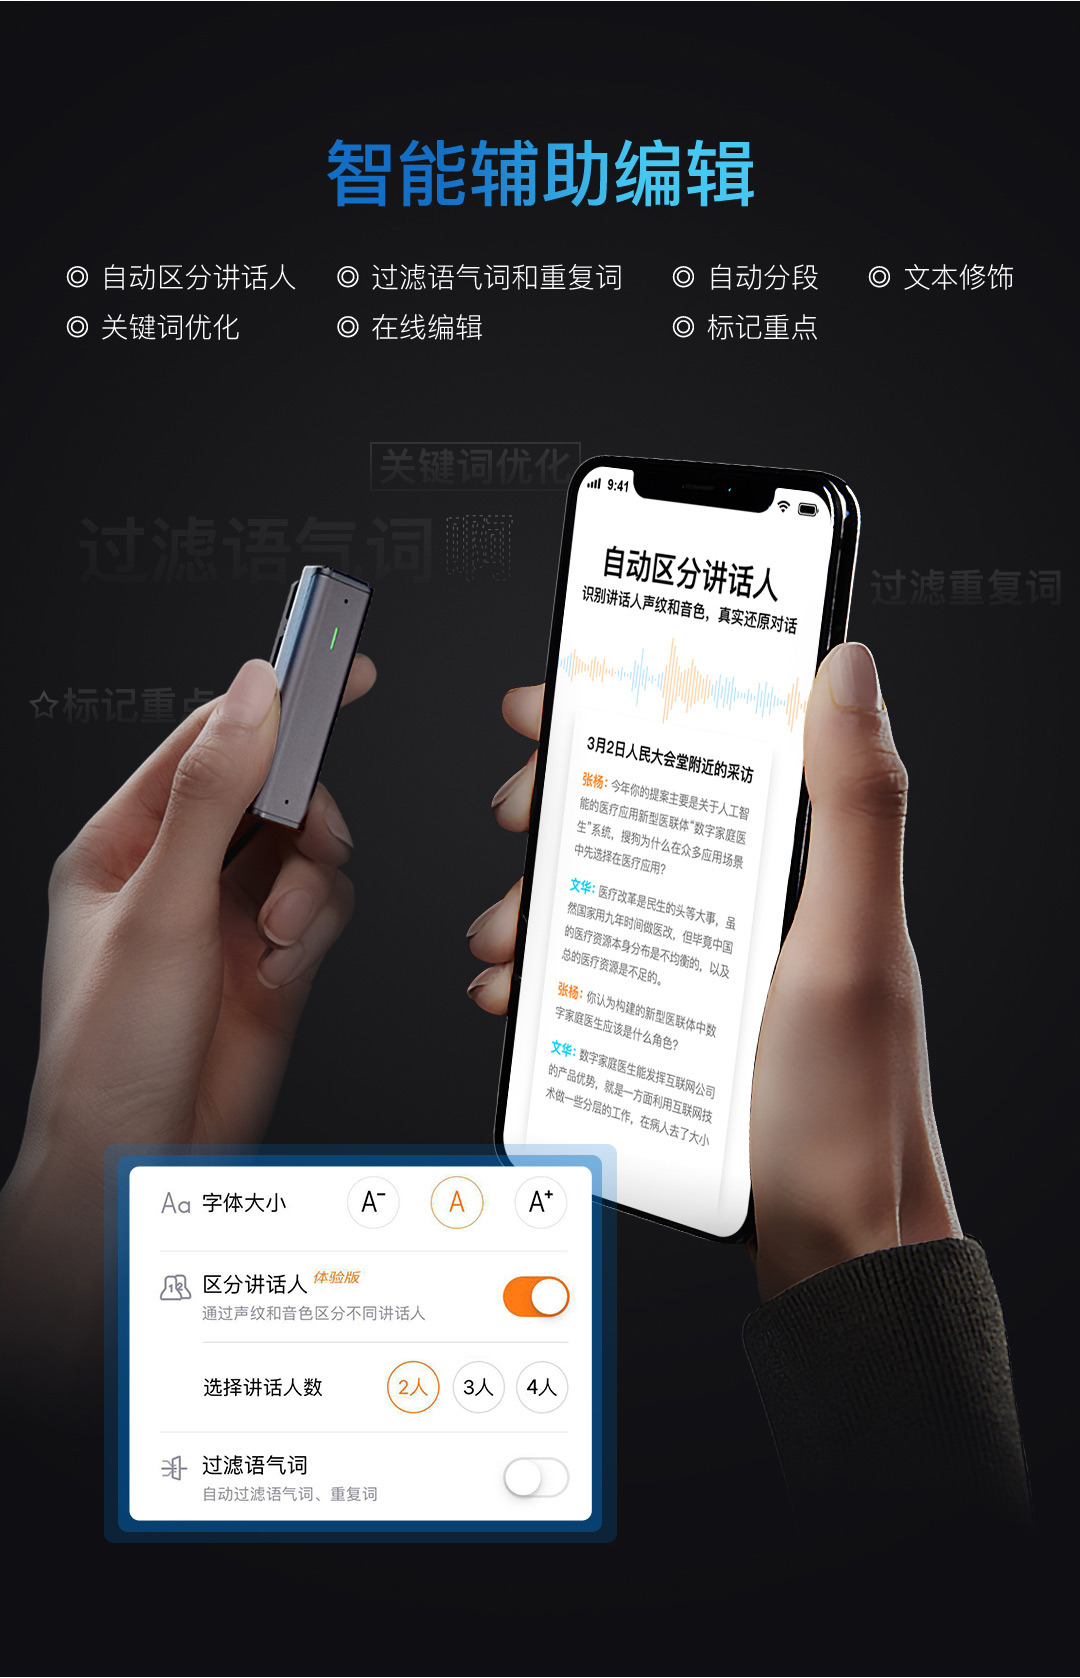 智能辅助编辑
◎ 自动区分讲话人 ◎ 过滤语气词和重复词 ◎ 自动分段 ◎ 文本修饰
◎ 关键词优化 ◎ 在线编辑 ◎ 标记重点
关键词优化
过滤语气词 啊
过滤重复词
☆标记重点
9:41
自动区分讲话人
识别讲话人声纹和音色，真实还原对话
3月2日人民大会堂附近的采访
张杨：今年你的提案主要是关于人工智
能的医疗应用新型医联体“数字家庭医
生”系统，搜狗为什么在众多应用场景
中先选择在医疗应用？
文华：医疗改革是民生的头等大事，虽
然国家用九年时间做医改，但毕竟中国
的医疗资源本身分布是不均衡的，以及
总的医疗资源是不足的。
张杨：你认为构建的新型医联体中数
字家庭医生应该是什么角色？
文华：数字家庭医生能发挥互联网公司
的产品优势，就是一方面利用互联网技
术做一些分层的工作，在病人去了大小
Aa 字体大小 A- A A+
区分讲话人 体验版
通过声纹和音色区分不同讲话人
选择讲话人数 2人 3人 4人
过滤语气词
自动过滤语气词、重复词